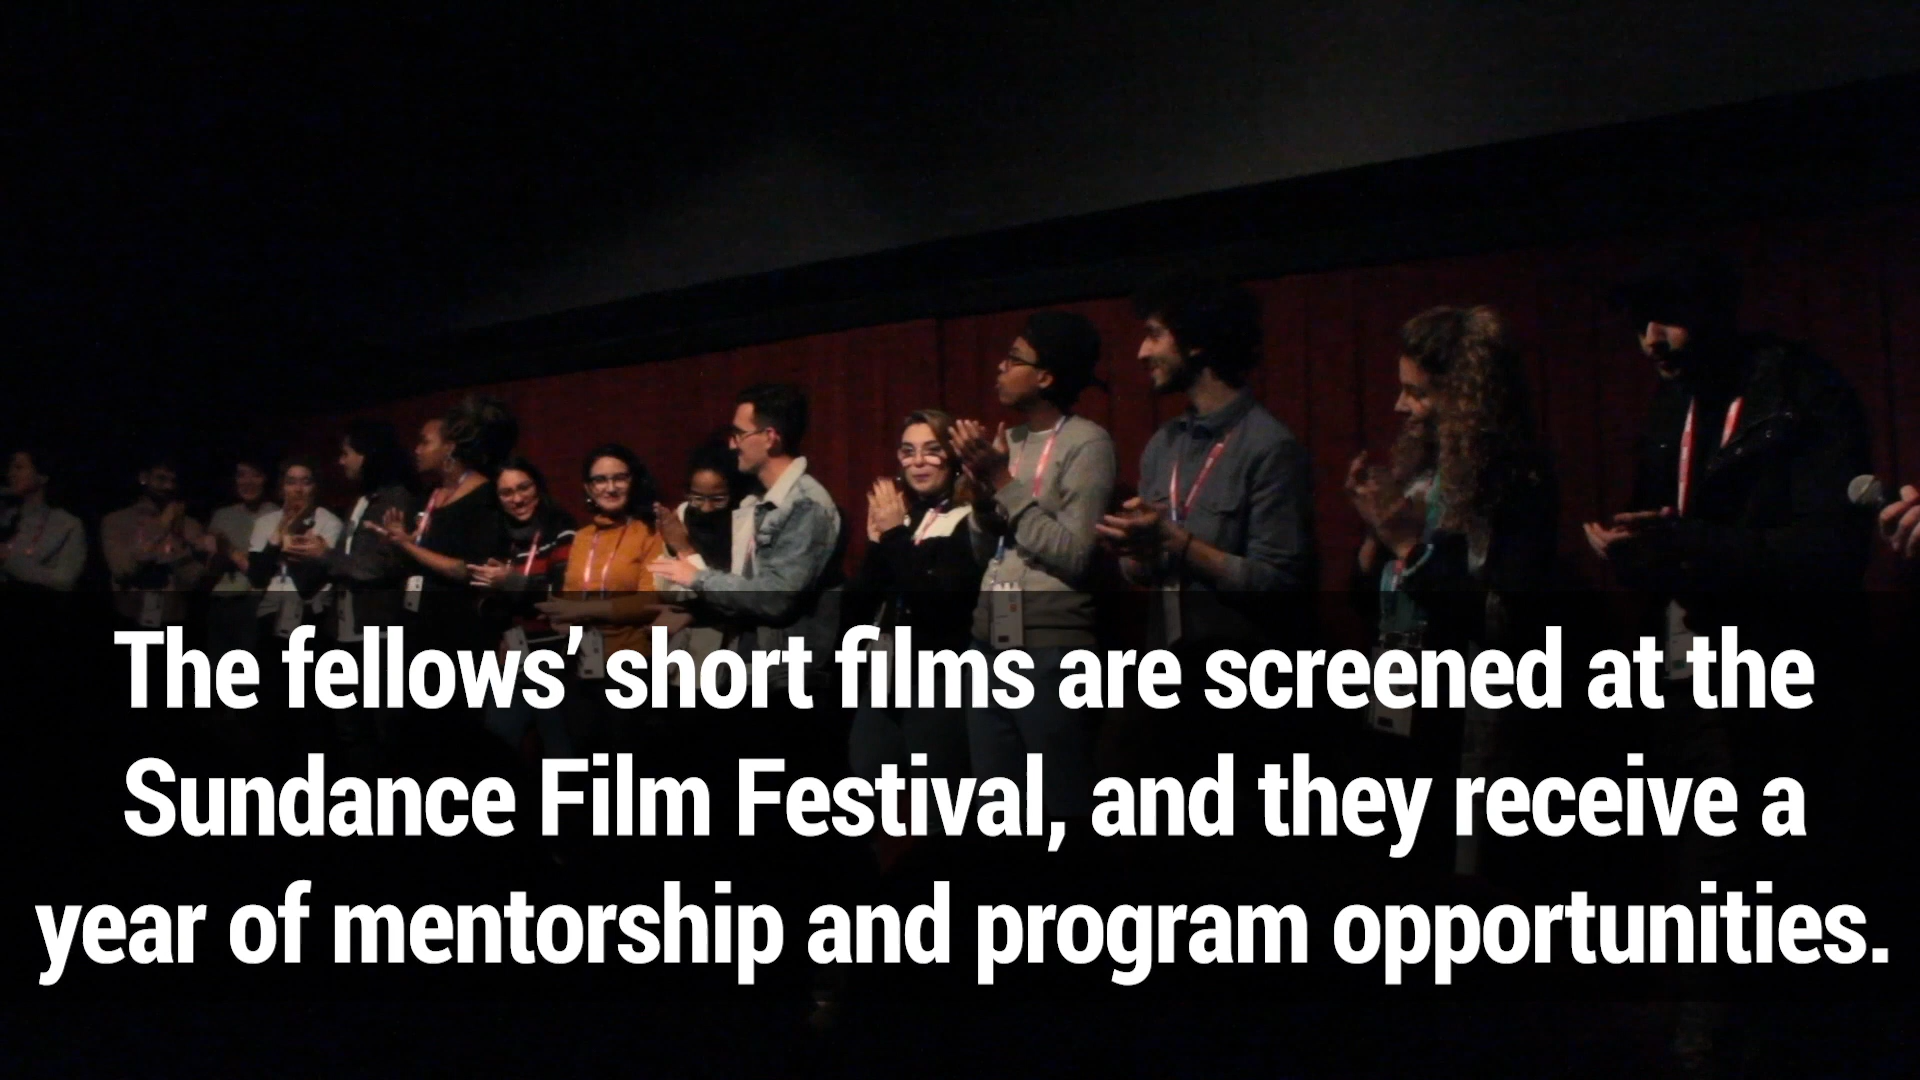 The fellows’ short films are screened at the
Sundance Film Festival, and they receive a
year of mentorship and program opportunities.